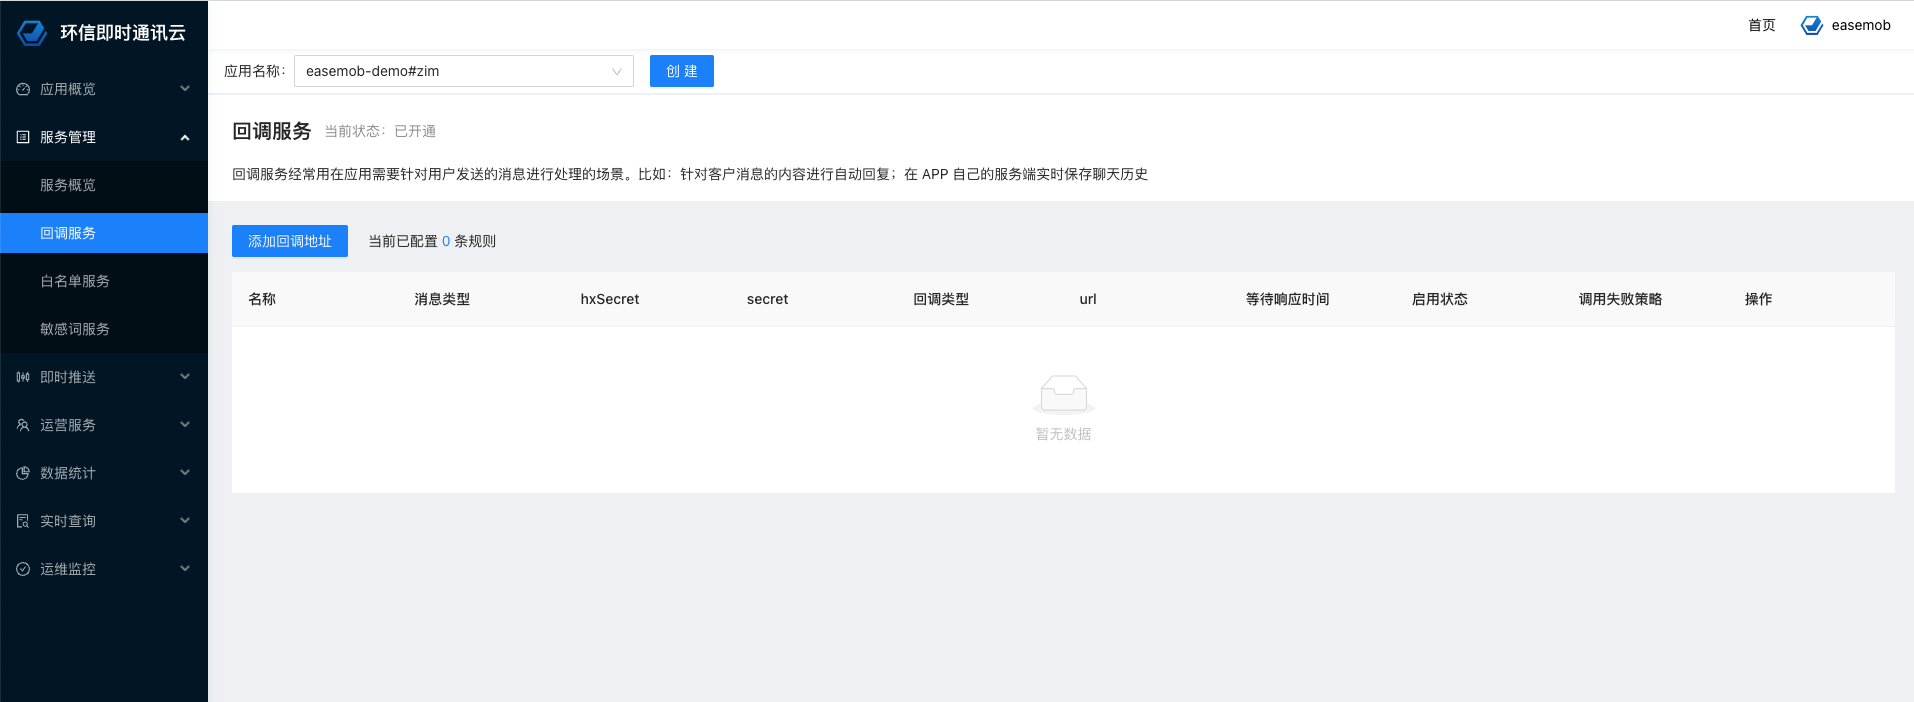 环信即时通讯云
首页
easemob
应用名称：
easemob-demo#zim
创 建
应用概览
服务管理
服务概览
回调服务
白名单服务
敏感词服务
即时推送
运营服务
数据统计
实时查询
运维监控
回调服务 当前状态：已开通
回调服务经常用在应用需要针对用户发送的消息进行处理的场景。比如：针对客户消息的内容进行自动回复；在 APP 自己的服务端实时保存聊天历史
添加回调地址 当前已配置 0 条规则
名称 消息类型 hxSecret secret 回调类型 url 等待响应时间 启用状态 调用失败策略 操作
暂无数据